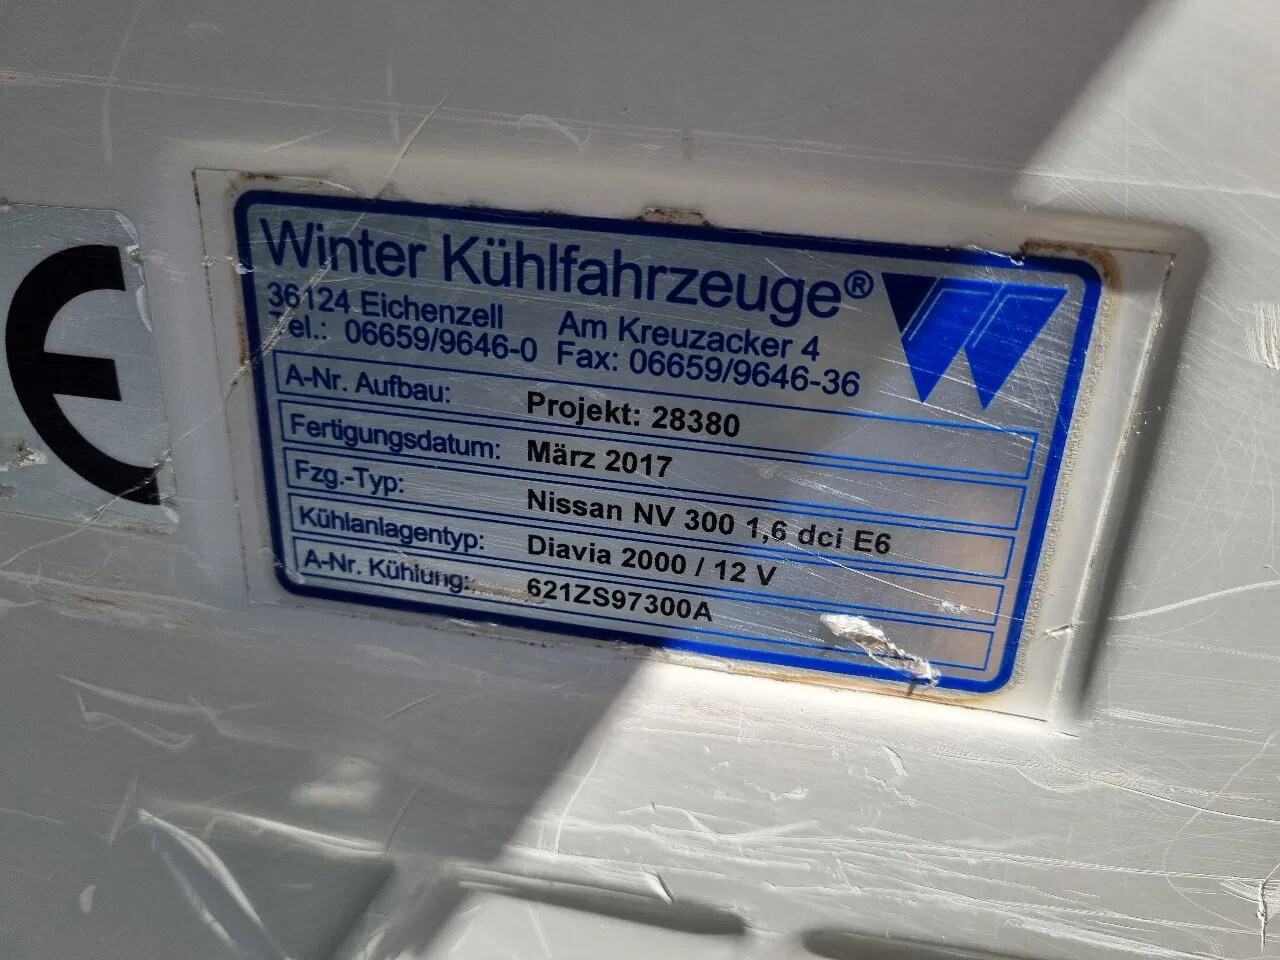 CE
Winter Kühlfahrzeuge®
36124 Eichenzell Am Kreuzacker 4
Tel.: 06659/9646-0 Fax: 06659/9646-36
A-Nr. Aufbau: Projekt: 28380
Fertigungsdatum: März 2017
Fzg.-Typ: Nissan NV 300 1,6 dci E6
Kühlanlagentyp: Diavia 2000 / 12 V
A-Nr. Kühlung: 621ZS97300A